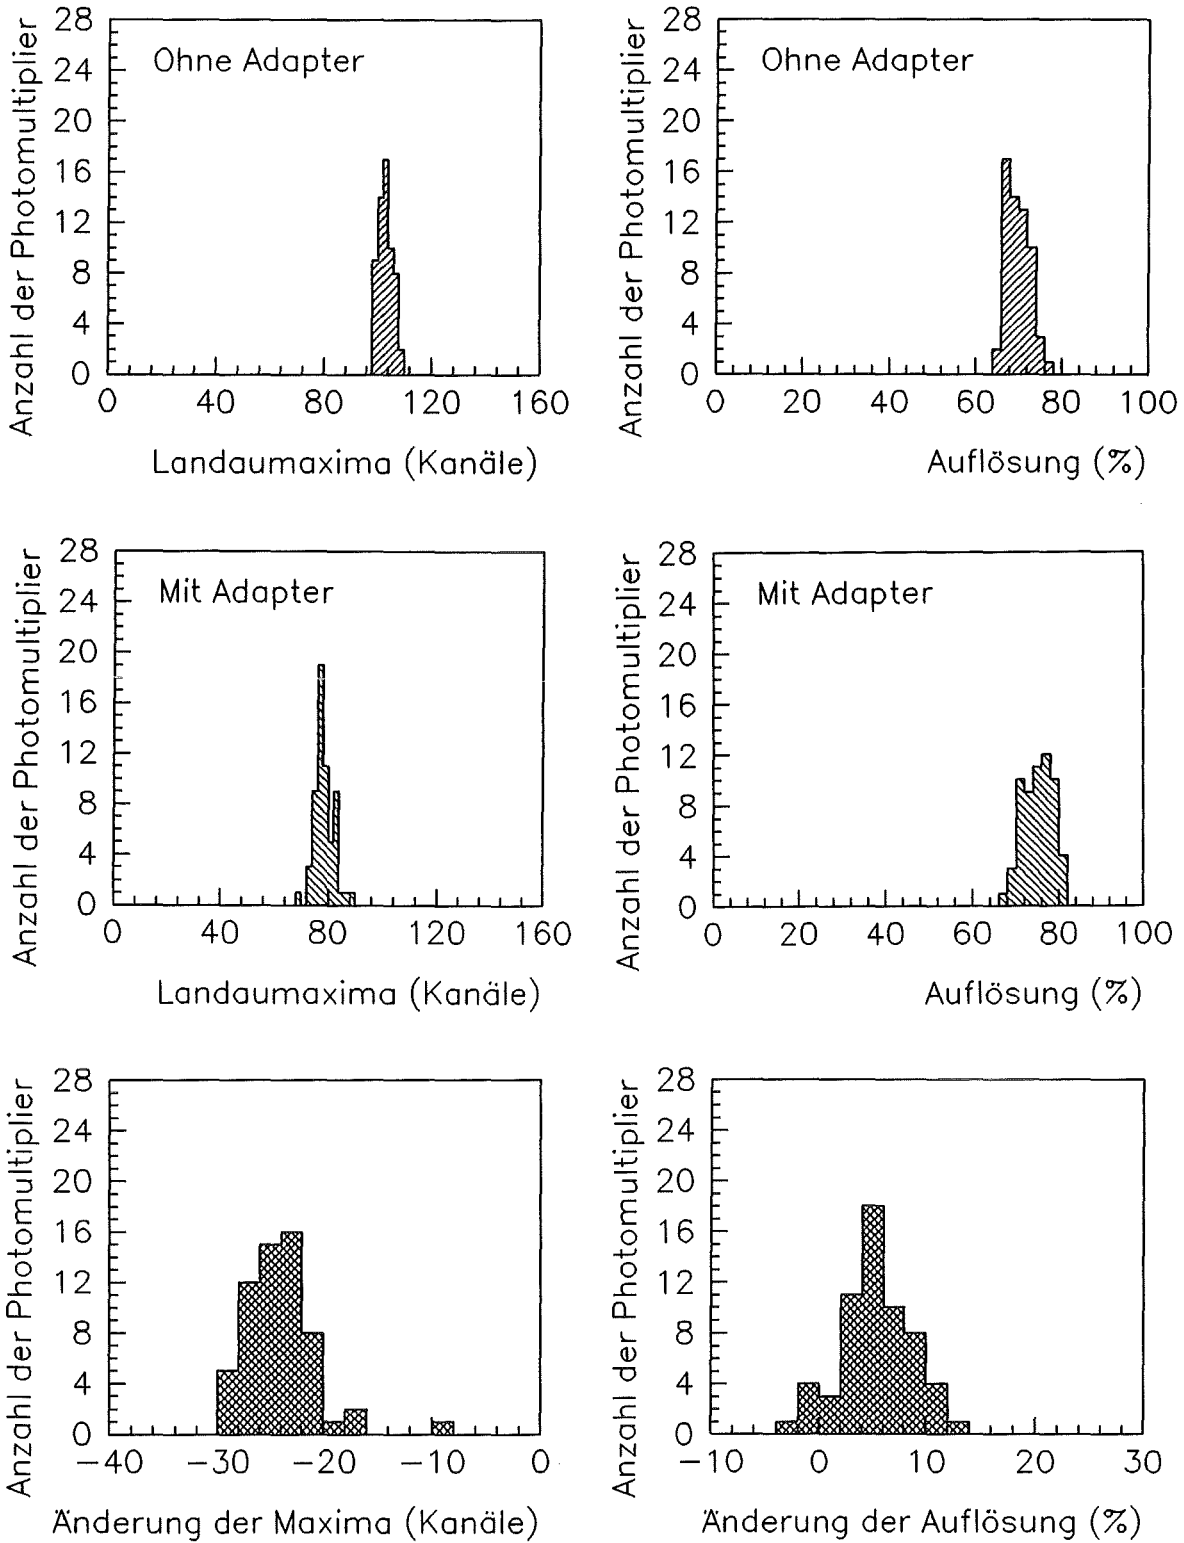 Anzahl der Photomultiplier
28
24
20
16
12
8
4
0
Ohne Adapter
0 40 80 120 160
Landaumaxima (Kanäle)
Anzahl der Photomultiplier
28
24
20
16
12
8
4
0
Ohne Adapter
0 20 40 60 80 100
Auflösung (%)
Anzahl der Photomultiplier
28
24
20
16
12
8
4
0
Mit Adapter
0 40 80 120 160
Landaumaxima (Kanäle)
Anzahl der Photomultiplier
28
24
20
16
12
8
4
0
Mit Adapter
0 20 40 60 80 100
Auflösung (%)
Anzahl der Photomultiplier
28
24
20
16
12
8
4
0
−40 −30 −20 −10 0
Änderung der Maxima (Kanäle)
Anzahl der Photomultiplier
28
24
20
16
12
8
4
0
−10 0 10 20 30
Änderung der Auflösung (%)